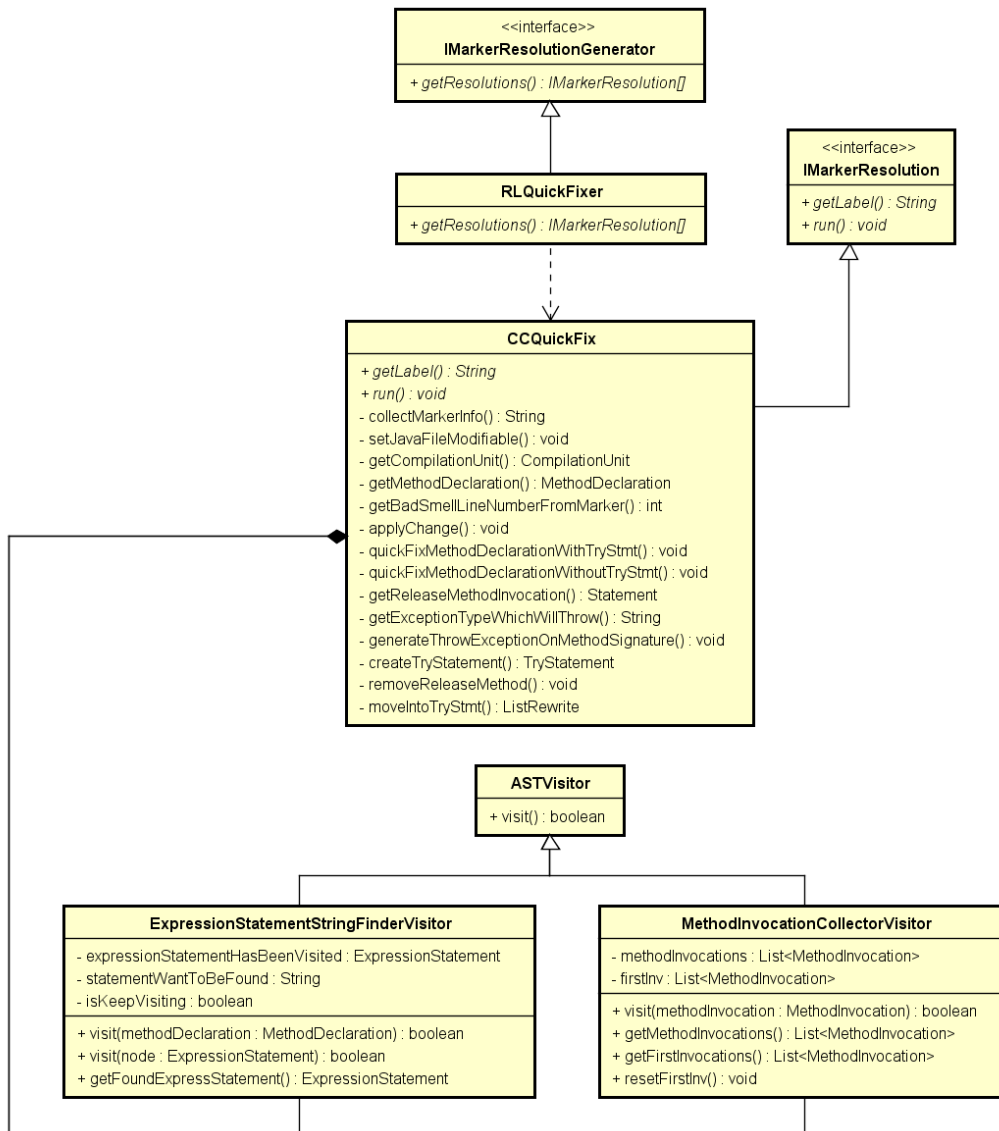 <<interface>>
IMarkerResolutionGenerator
+ getResolutions() : IMarkerResolution[]
<<interface>>
IMarkerResolution
+ getLabel() : String
+ run() : void
RLQuickFixer
+ getResolutions() : IMarkerResolution[]
CCQuickFix
+ getLabel() : String
+ run() : void
- collectMarkerInfo() : String
- setJavaFileModifiable() : void
- getCompilationUnit() : CompilationUnit
- getMethodDeclaration() : MethodDeclaration
- getBadSmellLineNumberFromMarker() : int
- applyChange() : void
- quickFixMethodDeclarationWithTryStmt() : void
- quickFixMethodDeclarationWithoutTryStmt() : void
- getReleaseMethodInvocation() : Statement
- getExceptionTypeWhichWillThrow() : String
- generateThrowExceptionOnMethodSignature() : void
- createTryStatement() : TryStatement
- removeReleaseMethod() : void
- moveIntoTryStmt() : ListRewrite
ASTVisitor
+ visit() : boolean
ExpressionStatementStringFinderVisitor
- expressionStatementHasBeenVisited : ExpressionStatement
- statementWantToBeFound : String
- isKeepVisiting : boolean
+ visit(methodDeclaration : MethodDeclaration) : boolean
+ visit(node : ExpressionStatement) : boolean
+ getFoundExpressStatement() : ExpressionStatement
MethodInvocationCollectorVisitor
- methodInvocations : List<MethodInvocation>
- firstInv : List<MethodInvocation>
+ visit(methodInvocation : MethodInvocation) : boolean
+ getMethodInvocations() : List<MethodInvocation>
+ getFirstInvocations() : List<MethodInvocation>
+ resetFirstInv() : void